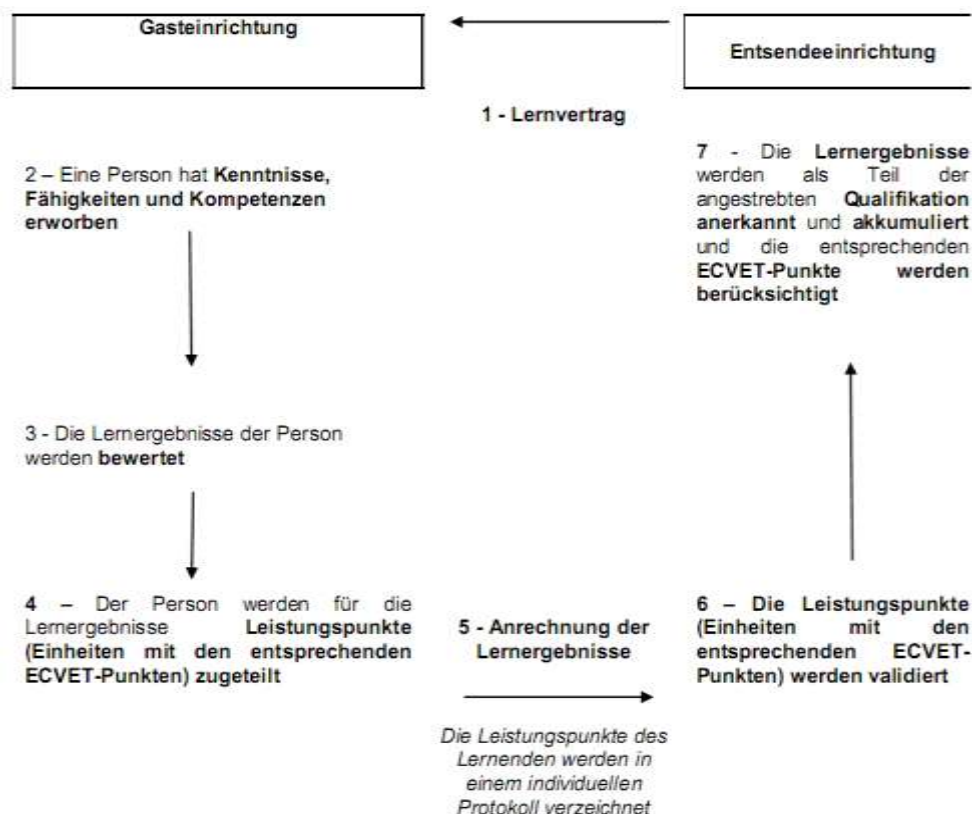 Gasteinrichtung
Entsendeeinrichtung
1 - Lernvertrag
2 – Eine Person hat Kenntnisse,
Fähigkeiten und Kompetenzen
erworben
7 - Die Lernergebnisse
werden als Teil der
angestrebten Qualifikation
anerkannt und akkumuliert
und die entsprechenden
ECVET-Punkte werden
berücksichtigt
3 - Die Lernergebnisse der Person
werden bewertet
4 – Der Person werden für die
Lernergebnisse Leistungspunkte
(Einheiten mit den entsprechenden
ECVET-Punkten) zugeteilt
5 - Anrechnung der
Lernergebnisse
Die Leistungspunkte des
Lernenden werden in
einem individuellen
Protokoll verzeichnet
6 – Die Leistungspunkte
(Einheiten mit den
entsprechenden ECVET-
Punkten) werden validiert